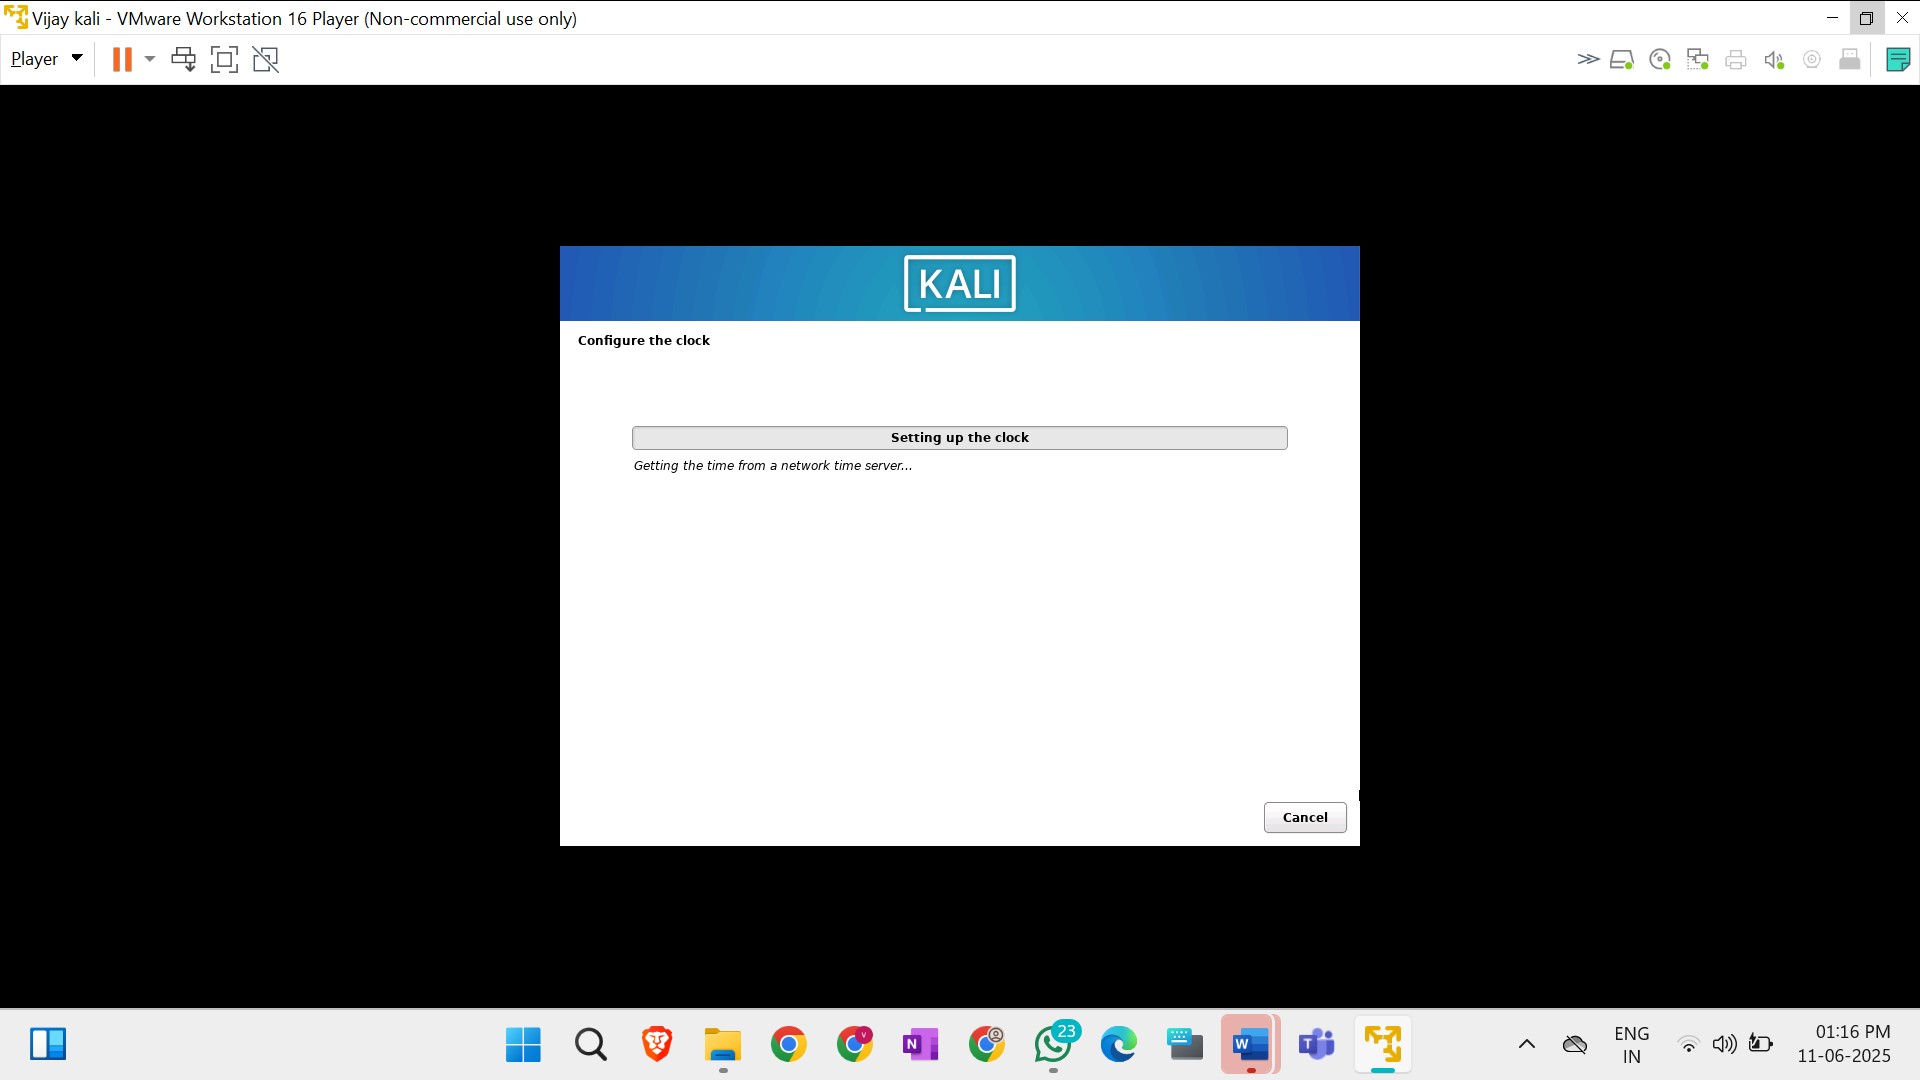 Vijay kali - VMware Workstation 16 Player (Non-commercial use only)
Player
KALI
Configure the clock
Setting up the clock
Getting the time from a network time server...
Cancel
V
N
23
W
T
ENG
IN
01:16 PM
11-06-2025